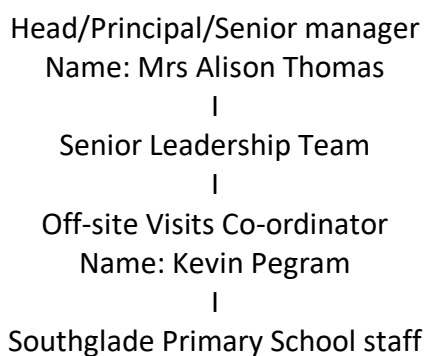 Head/Principal/Senior manager
Name: Mrs Alison Thomas
I
Senior Leadership Team
I
Off-site Visits Co-ordinator
Name: Kevin Pegram
I
Southglade Primary School staff